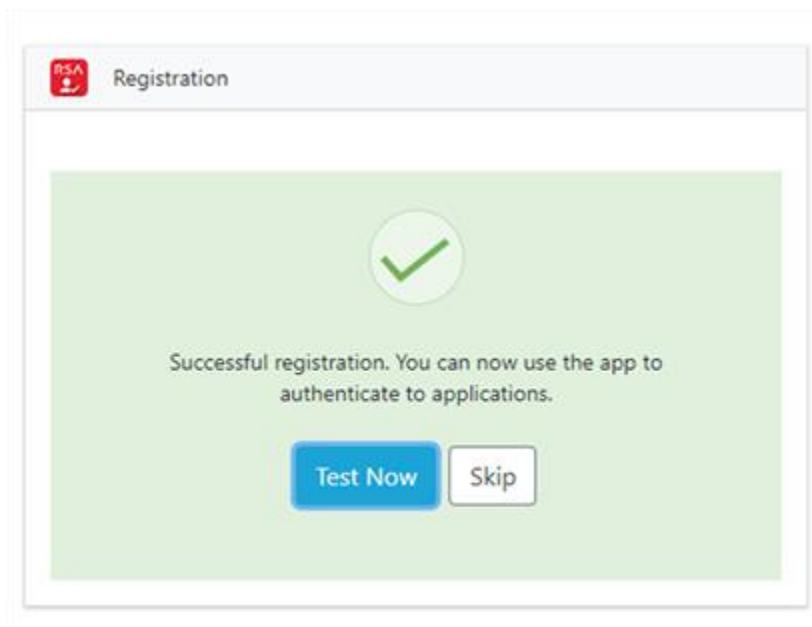 RSA
Registration
Successful registration. You can now use the app to
authenticate to applications.
Test Now
Skip